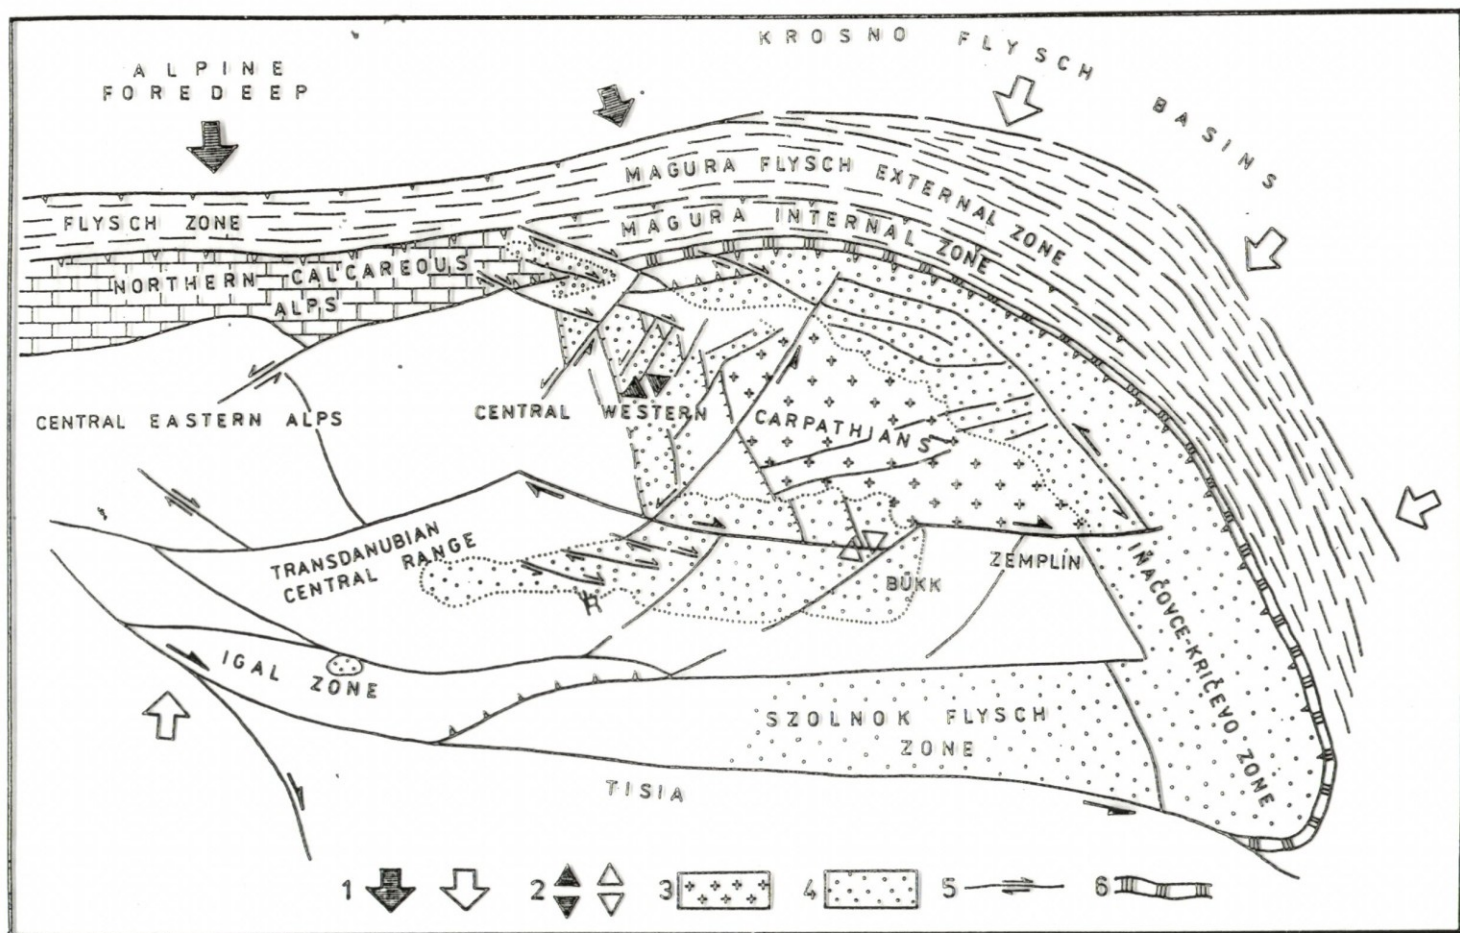 KROSNO FLYSCH BASINS
ALPINE
FOREDEEP
MAGURA FLYSCH EXTERNAL ZONE
FLYSCH ZONE
MAGURA INTERNAL ZONE
NORTHERN CALCAREOUS
ALPS
CENTRAL EASTERN ALPS
CENTRAL WESTERN
CARPATHIANS
TRANSDANUBIAN
CENTRAL RANGE
BÜKK
ZEMPLÍN
IŇAČOVCE-KRIČEVO ZONE
IGAL ZONE
SZOLNOK FLYSCH
ZONE
TISIA
1 2 3 4 5 6